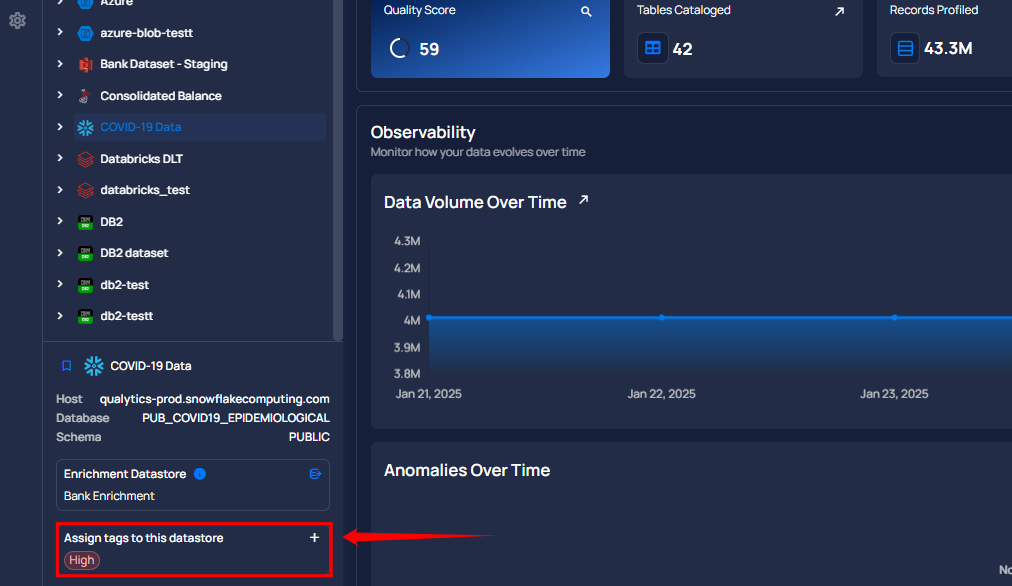 Azure
azure-blob-testt
Bank Dataset - Staging
Consolidated Balance
COVID-19 Data
Databricks DLT
databricks_test
DB2
DB2 dataset
db2-test
db2-testt
COVID-19 Data
Host qualytics-prod.snowflakecomputing.com
Database PUB_COVID19_EPIDEMIOLOGICAL
Schema PUBLIC
Enrichment Datastore
Bank Enrichment
Assign tags to this datastore +
High
Quality Score
59
Tables Cataloged
42
Records Profiled
43.3M
Observability
Monitor how your data evolves over time
Data Volume Over Time
4.3M
4.2M
4.1M
4M
3.9M
3.8M
Jan 21, 2025 Jan 22, 2025 Jan 23, 2025
Anomalies Over Time
No